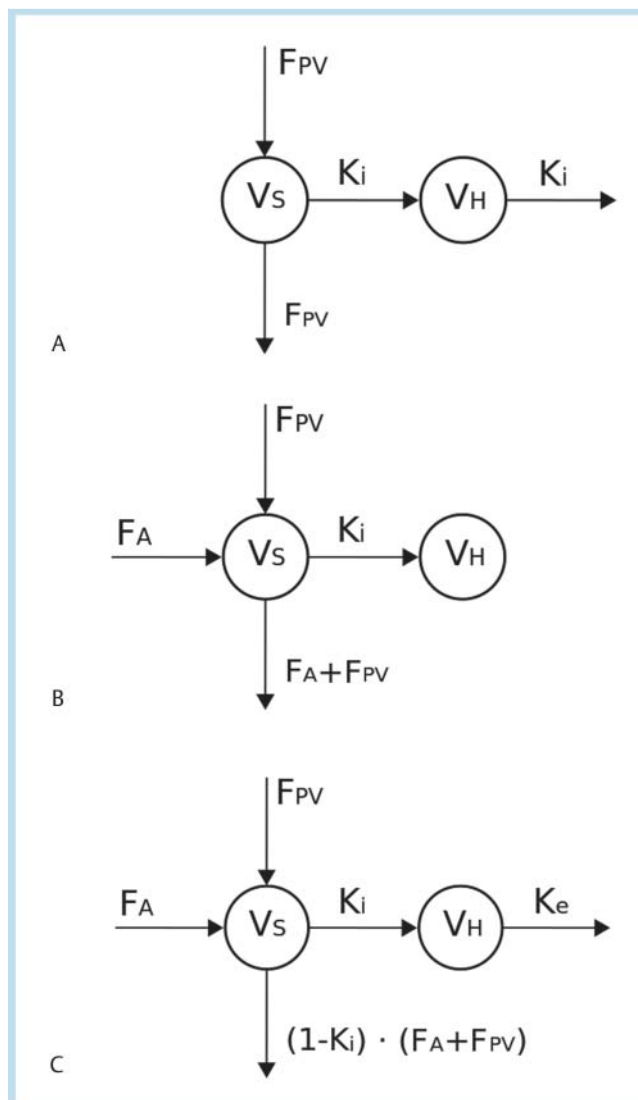 FPV
VS
Ki
VH
Ki
FPV
A
FPV
FA
VS
Ki
VH
FA+FPV
B
FPV
FA
VS
Ki
VH
Ke
(1-Ki) · (FA+FPV)
C